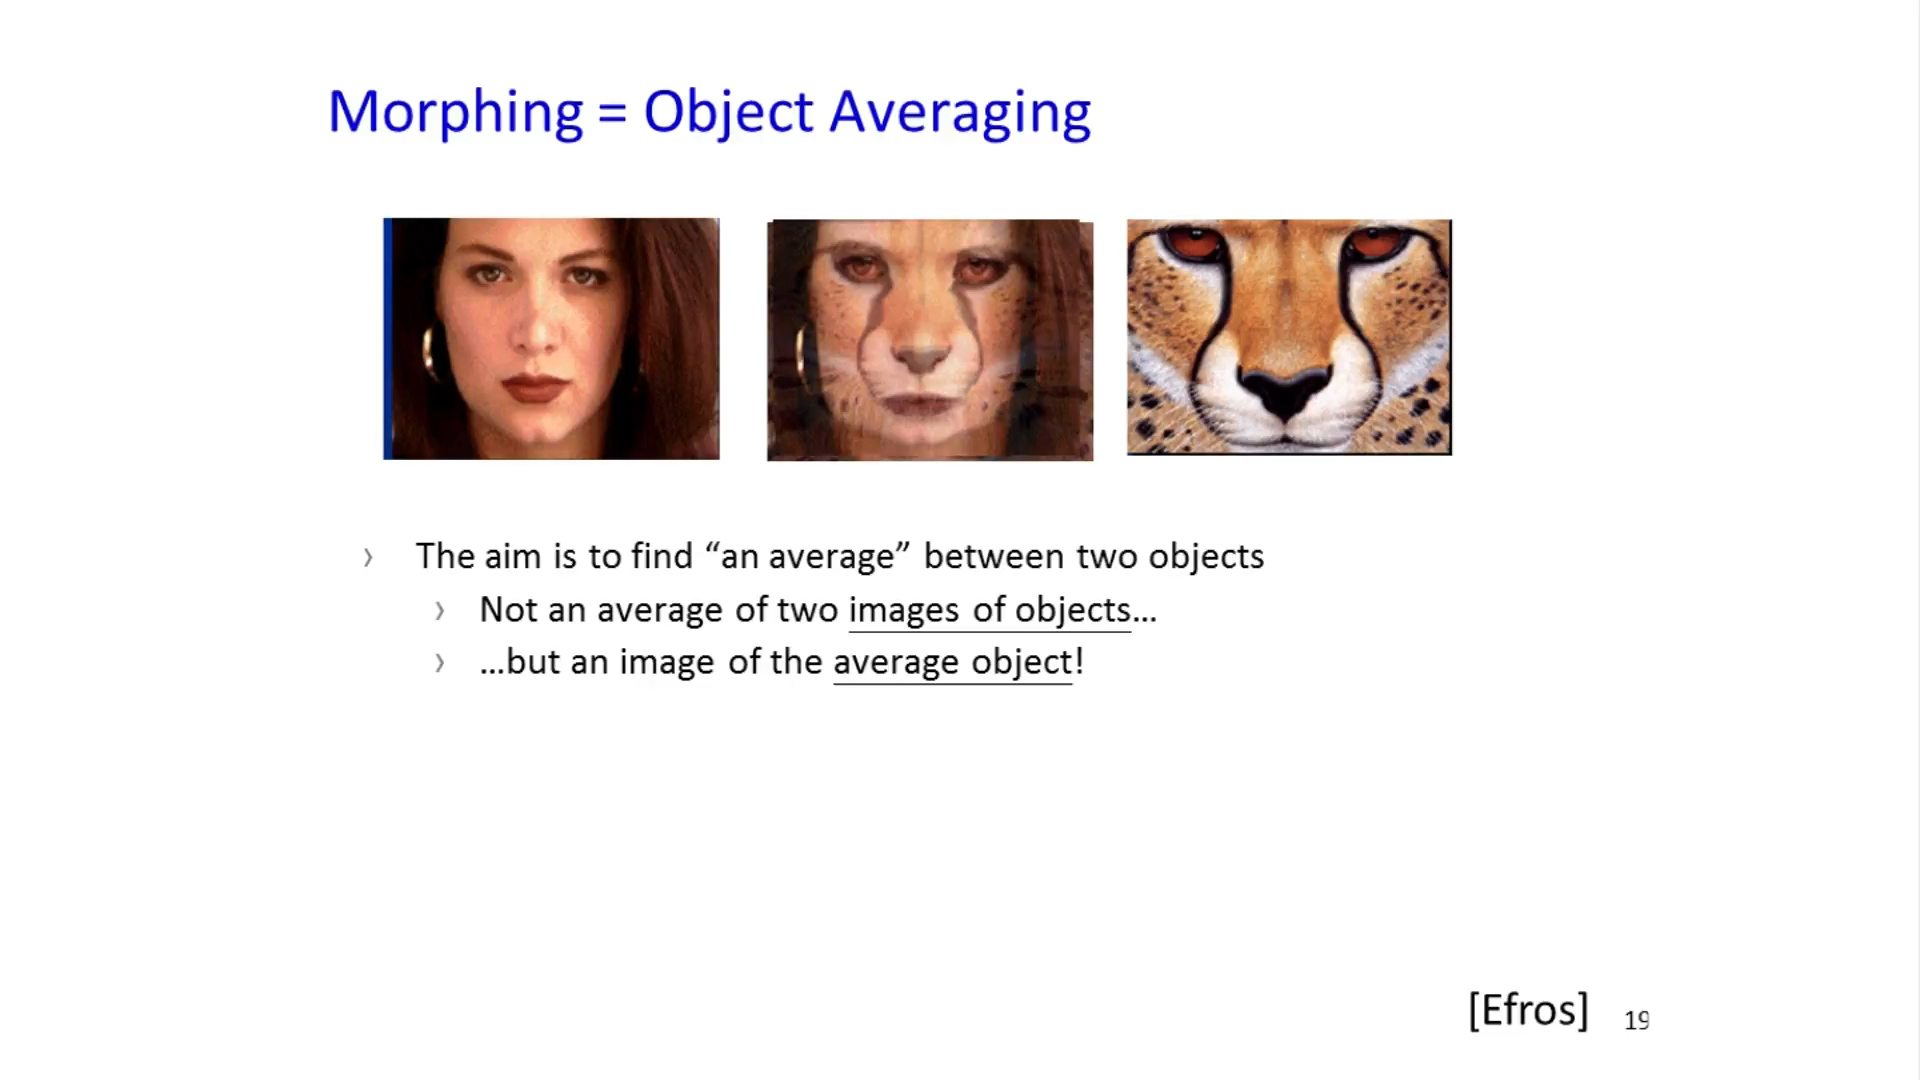 Morphing = Object Averaging
› The aim is to find “an average” between two objects
› Not an average of two images of objects…
› …but an image of the average object!
[Efros] 19